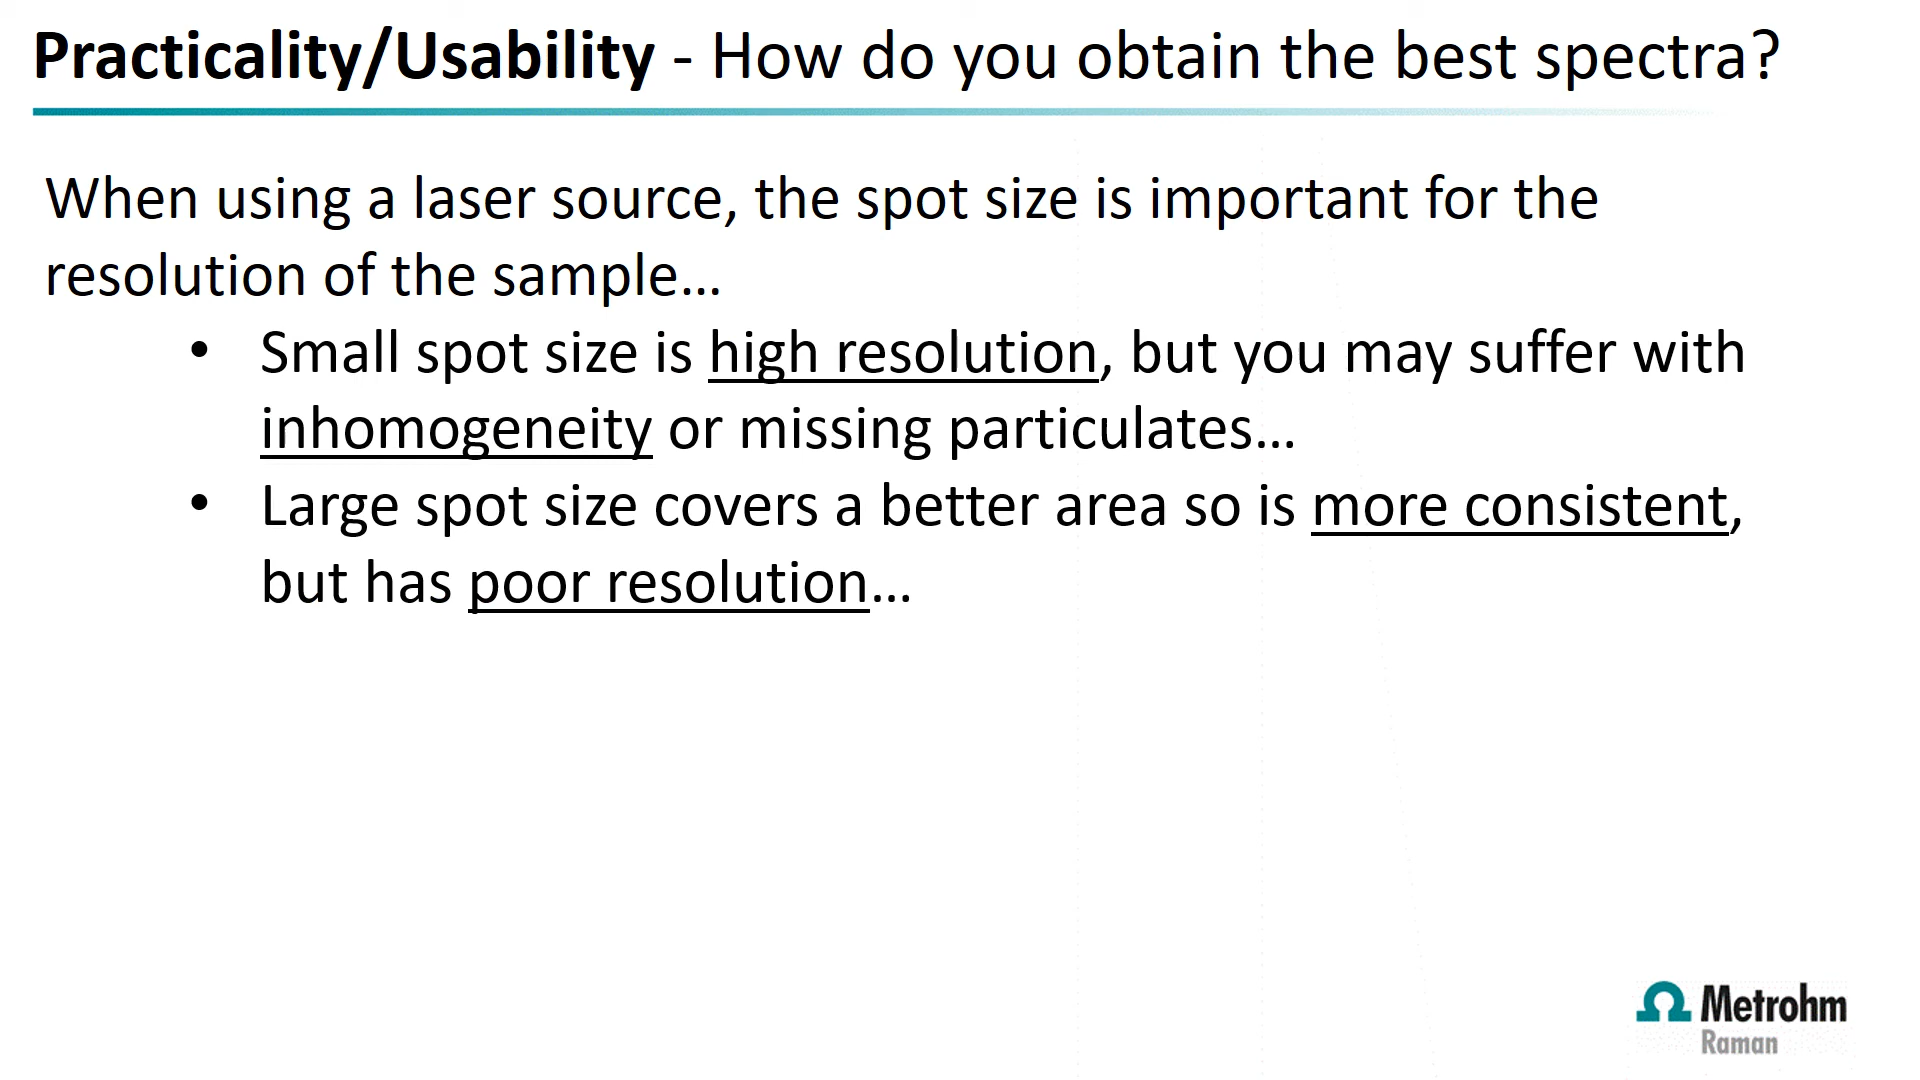 Practicality/Usability - How do you obtain the best spectra?
When using a laser source, the spot size is important for the
resolution of the sample...
• Small spot size is high resolution, but you may suffer with
inhomogeneity or missing particulates...
• Large spot size covers a better area so is more consistent,
but has poor resolution...
Metrohm
Raman